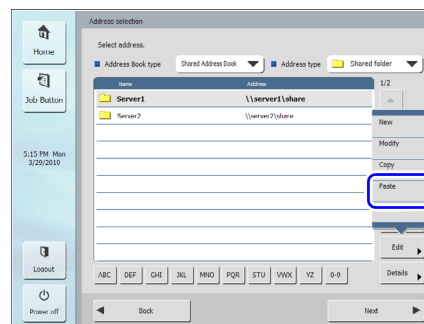 Address selection
Home
Select address.
Address Book type
Shared Address Book
Address type
Shared folder
Name
Address
1/2
Job Button
Server1
\\server1\share
Server2
\\server2\share
New
Modify
5:15 PM Mon
3/29/2010
Copy
Paste
Edit
Logout
ABC
DEF
GHI
JKL
MNO
PQR
STU
VWX
YZ
0-9
Details
Power off
Back
Next